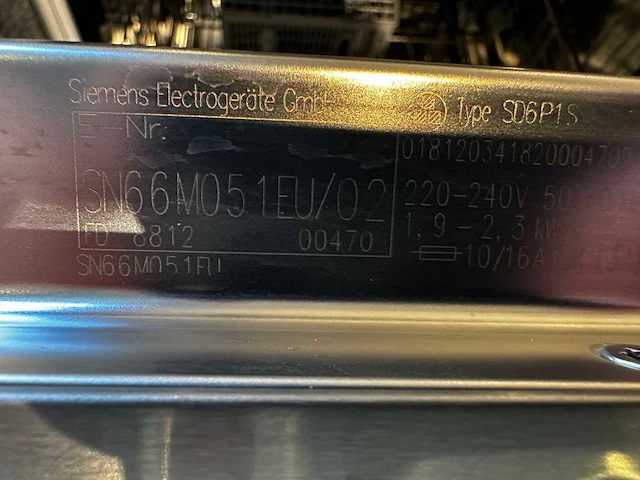 Siemens Electrogeräte GmbH
Type SD6P1S
E-Nr.
SN66M051EU/02
FD 8812 00470
SN66M051EU
018120341820004700
220-240V
1,9 - 2,3 kW
10/16A